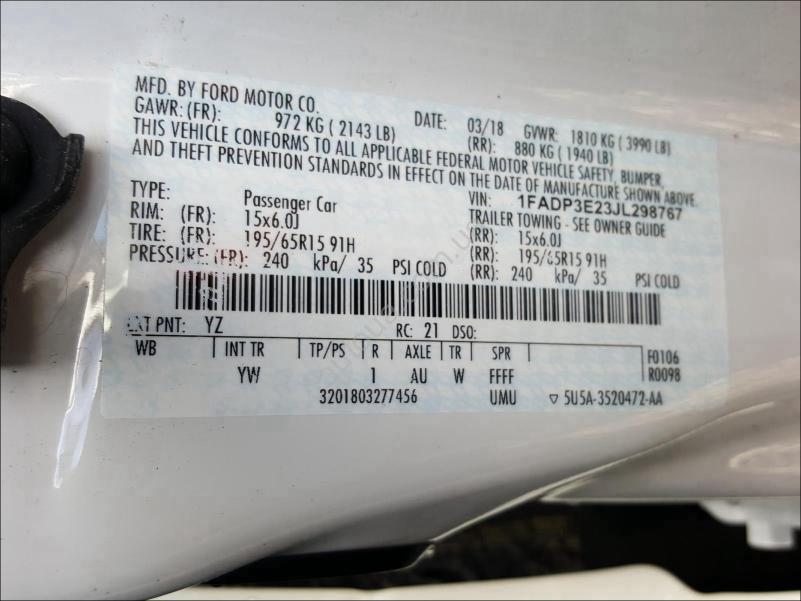 MFD. BY FORD MOTOR CO.
DATE: 03/18 GVWR: 1810 KG ( 3990 LB)
GAWR: (FR): 972 KG ( 2143 LB) (RR): 880 KG ( 1940 LB)
THIS VEHICLE CONFORMS TO ALL APPLICABLE FEDERAL MOTOR VEHICLE SAFETY, BUMPER,
AND THEFT PREVENTION STANDARDS IN EFFECT ON THE DATE OF MANUFACTURE SHOWN ABOVE.
VIN: 1FADP3E23JL298767
TYPE: Passenger Car TRAILER TOWING - SEE OWNER GUIDE
RIM: (FR): 15x6.0J (RR): 15x6.0J
TIRE: (FR): 195/65R15 91H (RR): 195/65R15 91H
PRESSURE: (FR): 240 kPa/ 35 PSI COLD (RR): 240 kPa/ 35 PSI COLD
EXT PNT: YZ RC: 21 DSO:
WB INT TR TP/PS R AXLE TR SPR F0106
YW 1 AU W FFFF R0098
3201803277456 UMU ▽ 5U5A-3520472-AA